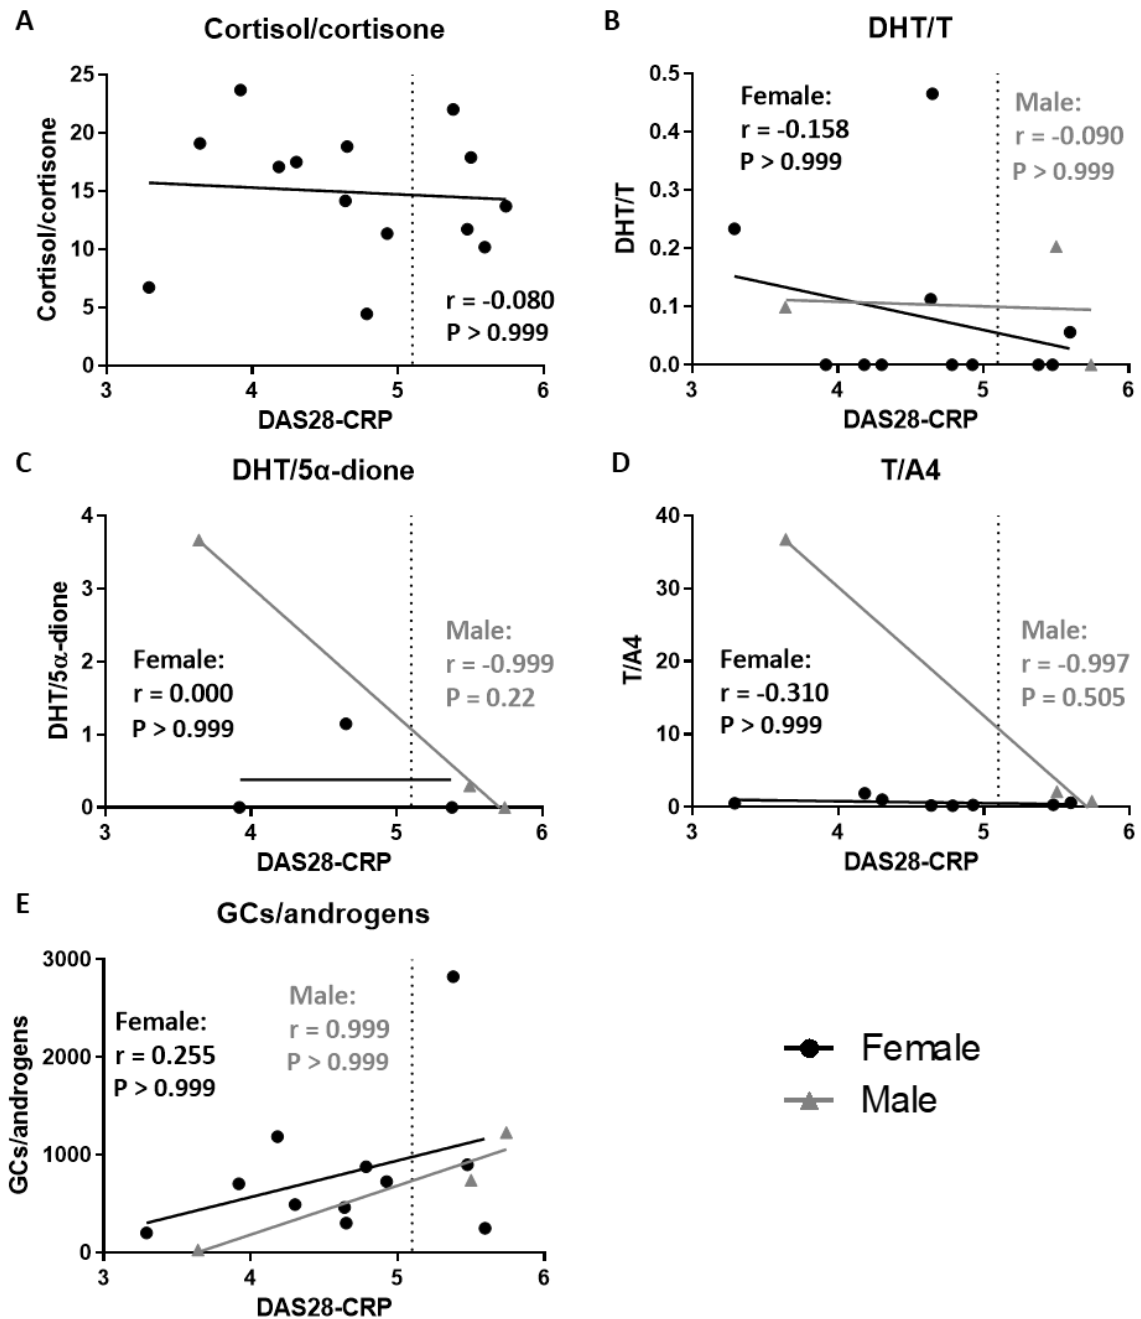 A
Cortisol/cortisone
25
20
15
10
5
0
Cortisol/cortisone
r = -0.080
P > 0.999
3 4 5 6
DAS28-CRP
B
DHT/T
0.5
0.4
0.3
0.2
0.1
0.0
DHT/T
Female:
r = -0.158
P > 0.999
Male:
r = -0.090
P > 0.999
3 4 5 6
DAS28-CRP
C
DHT/5α-dione
4
3
2
1
0
DHT/5α-dione
Female:
r = 0.000
P > 0.999
Male:
r = -0.999
P = 0.22
3 4 5 6
DAS28-CRP
D
T/A4
40
30
20
10
0
T/A4
Female:
r = -0.310
P > 0.999
Male:
r = -0.997
P = 0.505
3 4 5 6
DAS28-CRP
E
GCs/androgens
3000
2000
1000
0
GCs/androgens
Female:
r = 0.255
P > 0.999
Male:
r = 0.999
P > 0.999
3 4 5 6
DAS28-CRP
Female
Male